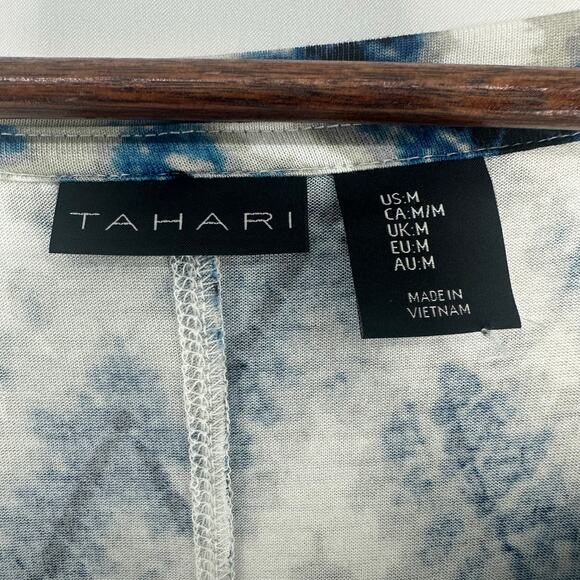 TAHARI
US:M
CA:M/M
UK:M
EU:M
AU:M
MADE IN
VIETNAM